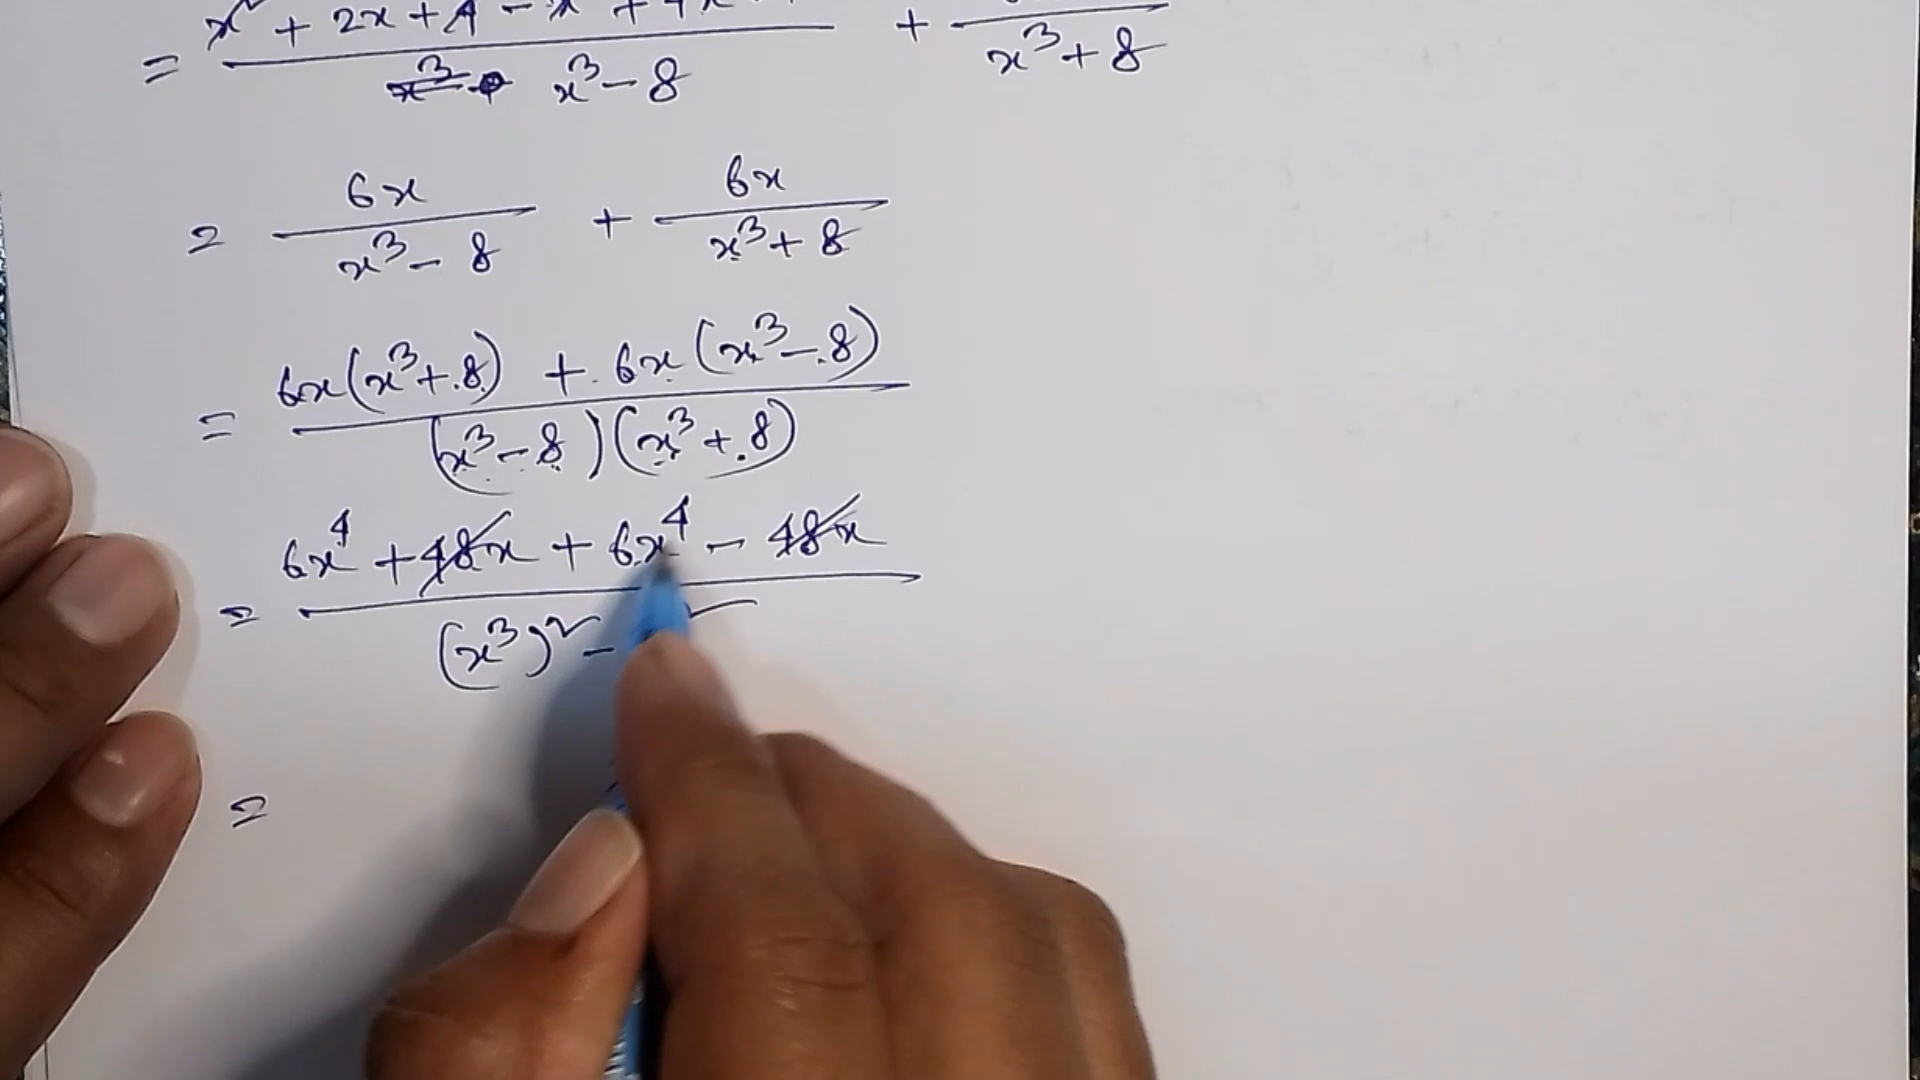 = x² + 2x + 4 - x² + 4x / x³ - 8 + / x³ + 8
= 6x / x³ - 8 + 6x / x³ + 8
= 6x(x³ + 8) + 6x(x³ - 8) / (x³ - 8)(x³ + 8)
= 6x⁴ + 48x + 6x⁴ - 48x / (x³)² -
=